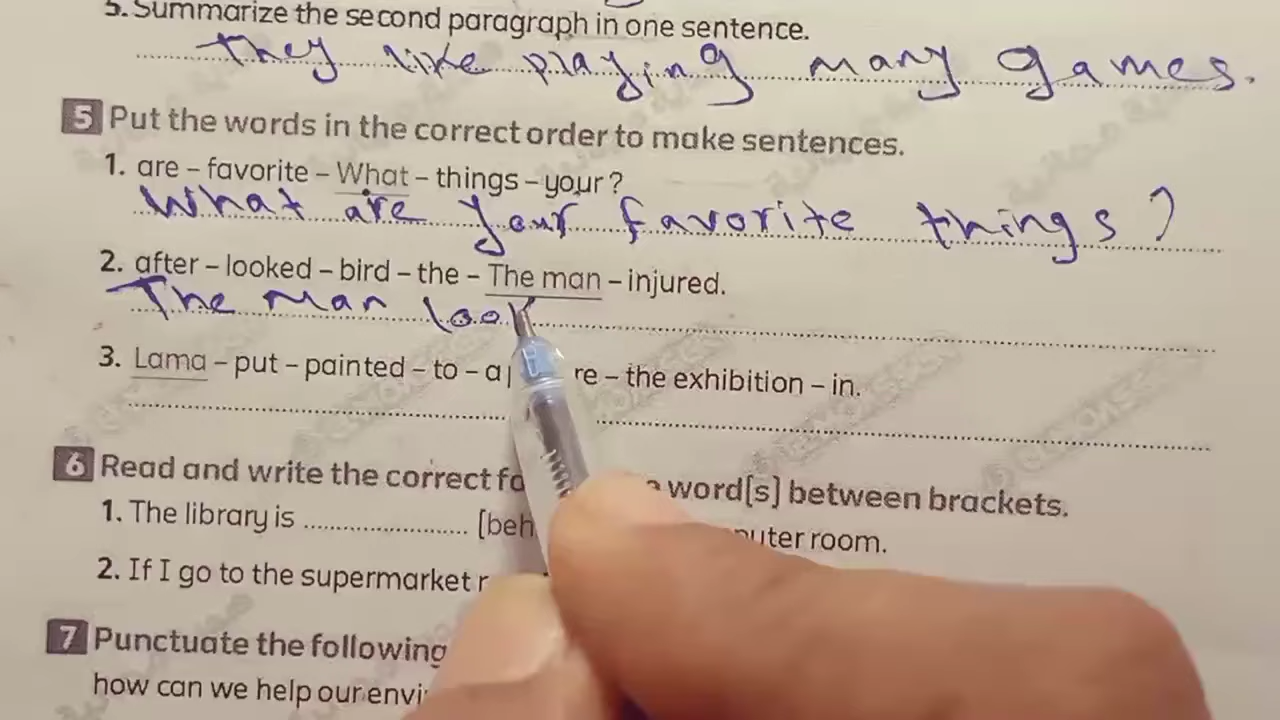 5. Summarize the second paragraph in one sentence.
They like playing many games.
5 Put the words in the correct order to make sentences.
1. are – favorite – What – things – your ?
What are your favorite things?
2. after – looked – bird – the – The man – injured.
The man look
3. Lama – put – painted – to – a p re – the exhibition – in.
6 Read and write the correct fo word[s] between brackets.
1. The library is ...................... [beh uter room.
2. If I go to the supermarket
7 Punctuate the following
how can we help our envi